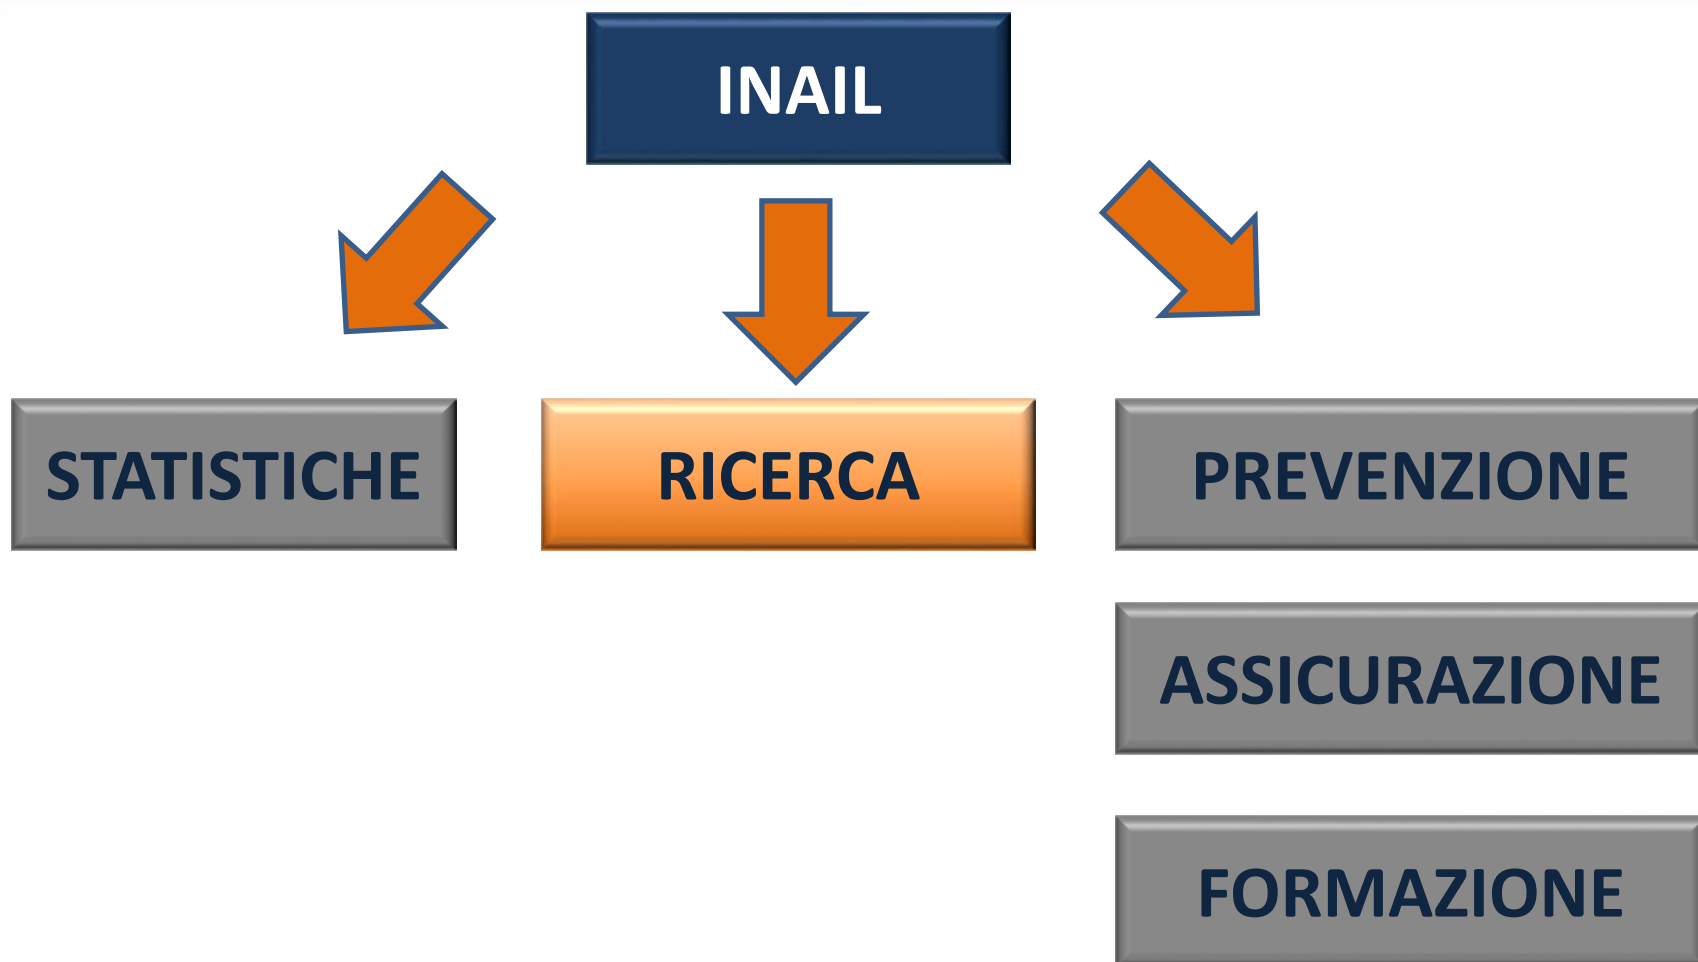 INAIL
STATISTICHE
RICERCA
PREVENZIONE
ASSICURAZIONE
FORMAZIONE